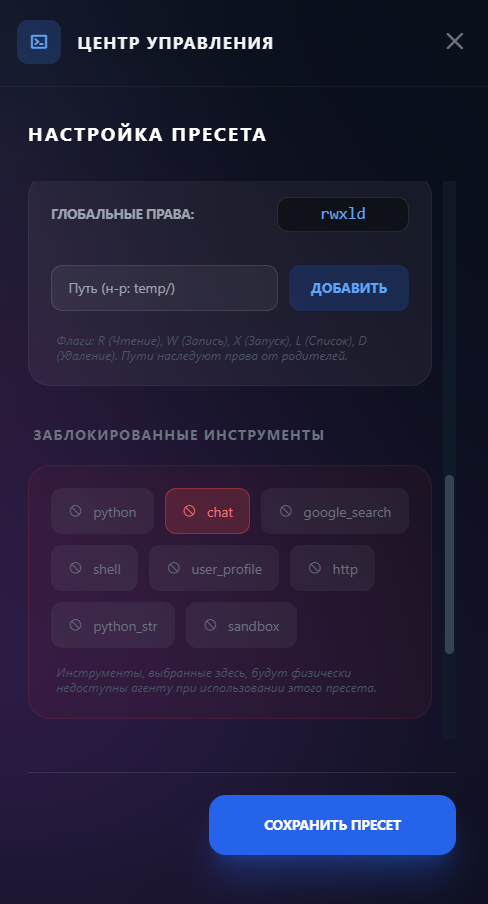 ЦЕНТР УПРАВЛЕНИЯ
НАСТРОЙКА ПРЕСЕТА
ГЛОБАЛЬНЫЕ ПРАВА:
rwxld
Путь (н-р: temp/)
ДОБАВИТЬ
Флаги: R (Чтение), W (Запись), X (Запуск), L (Список), D
(Удаление). Пути наследуют права от родителей.
ЗАБЛОКИРОВАННЫЕ ИНСТРУМЕНТЫ
python
chat
google_search
shell
user_profile
http
python_str
sandbox
Инструменты, выбранные здесь, будут физически
недоступны агенту при использовании этого пресета.
СОХРАНИТЬ ПРЕСЕТ